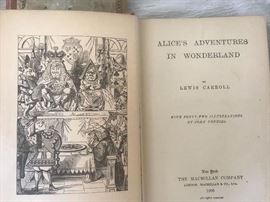 ALICE'S ADVENTURES
IN WONDERLAND
BY
LEWIS CARROLL
WITH FORTY-TWO ILLUSTRATIONS
BY JOHN TENNIEL
New York
THE MACMILLAN COMPANY
LONDON: MACMILLAN & CO., LTD.
All rights reserved